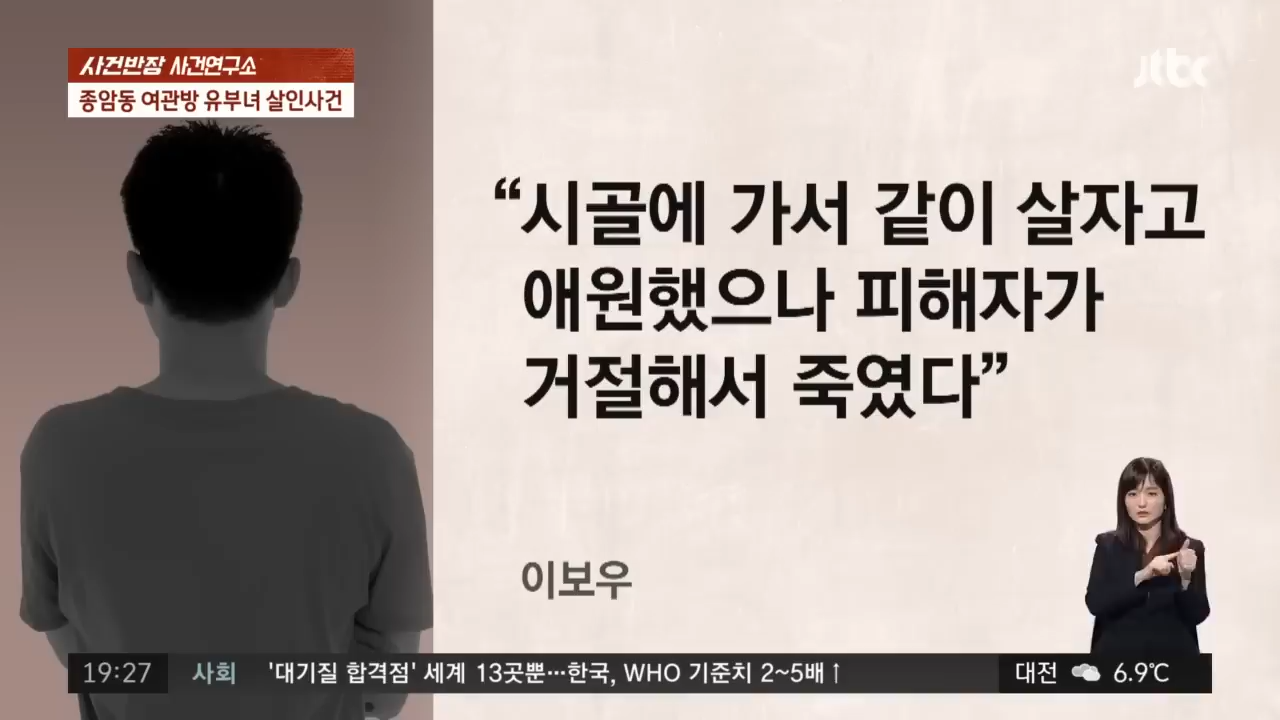 사건반장 사건연구소
종암동 여관방 유부녀 살인사건
jtbc
“시골에 가서 같이 살자고
애원했으나 피해자가
거절해서 죽였다”
이보우
19:27 사회 '대기질 합격점' 세계 13곳뿐…한국, WHO 기준치 2~5배↑ 대전 6.9℃